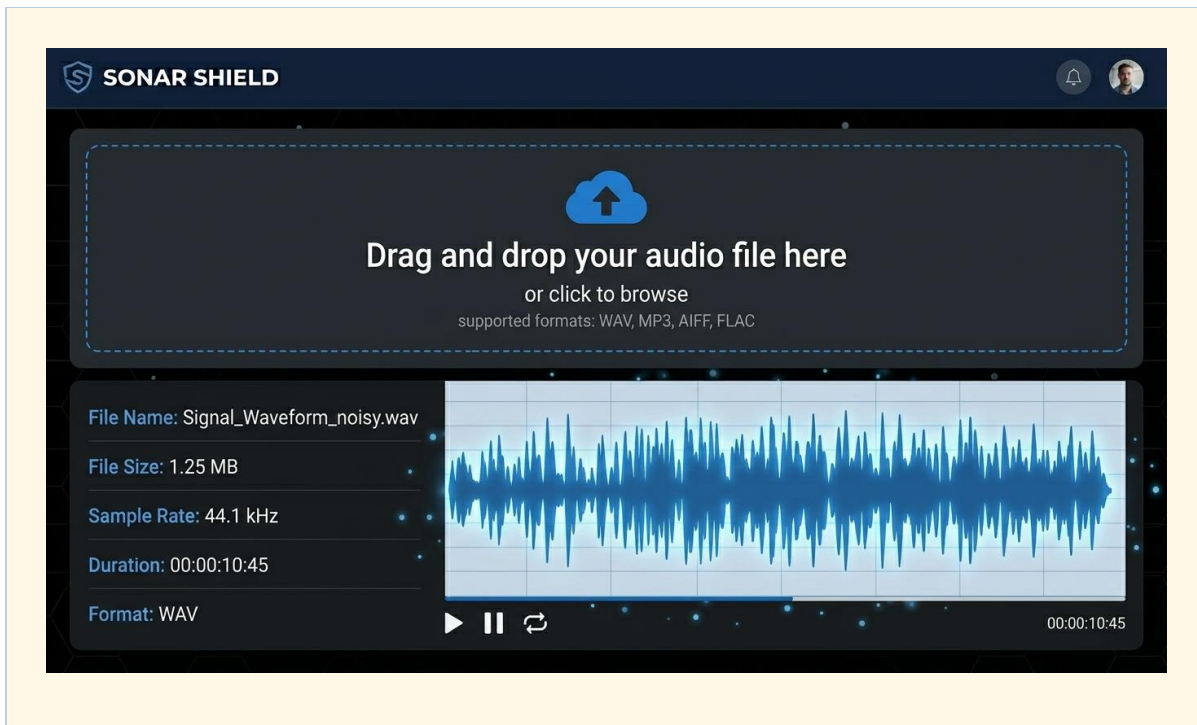 SONAR SHIELD
Drag and drop your audio file here
or click to browse
supported formats: WAV, MP3, AIFF, FLAC
File Name: Signal_Waveform_noisy.wav
File Size: 1.25 MB
Sample Rate: 44.1 kHz
Duration: 00:00:10:45
Format: WAV
00:00:10:45